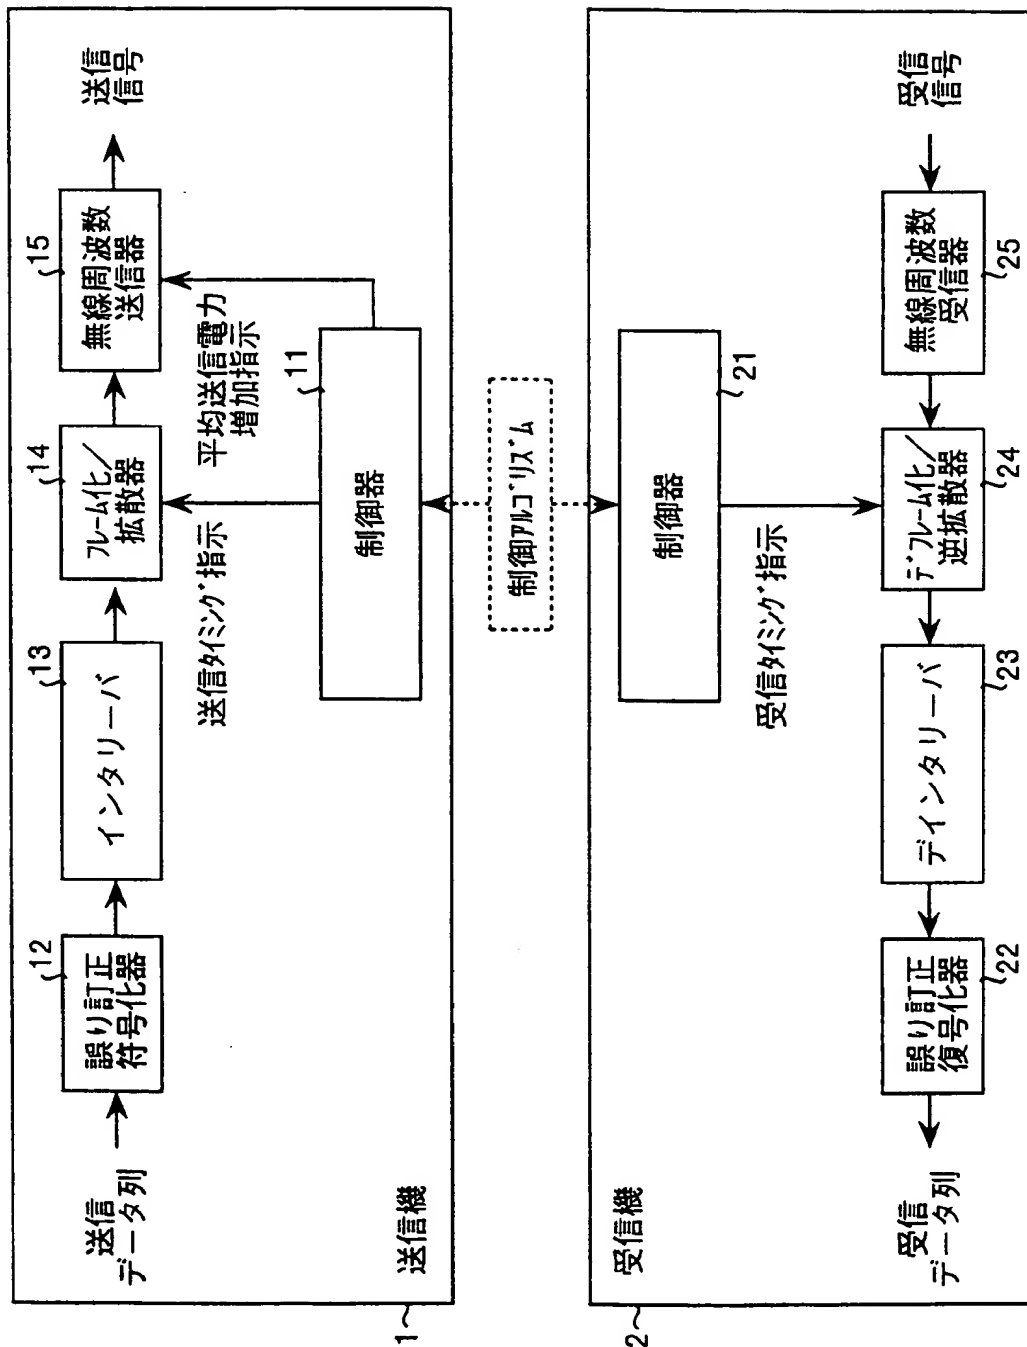 送信
データ列
12
誤り訂正
符号化器
13
インタリーバ
14
フレーム化/
拡散器
15
無線周波数
送信器
送信
信号
送信タイミング指示
平均送信電力
増加指示
11
制御器
送信機
1
制御アルゴリズム
2
受信機
制御器
21
受信タイミング指示
受信
データ列
誤り訂正
復号化器
22
デインタリーバ
23
デフレーム化/
逆拡散器
24
無線周波数
受信器
25
受信
信号